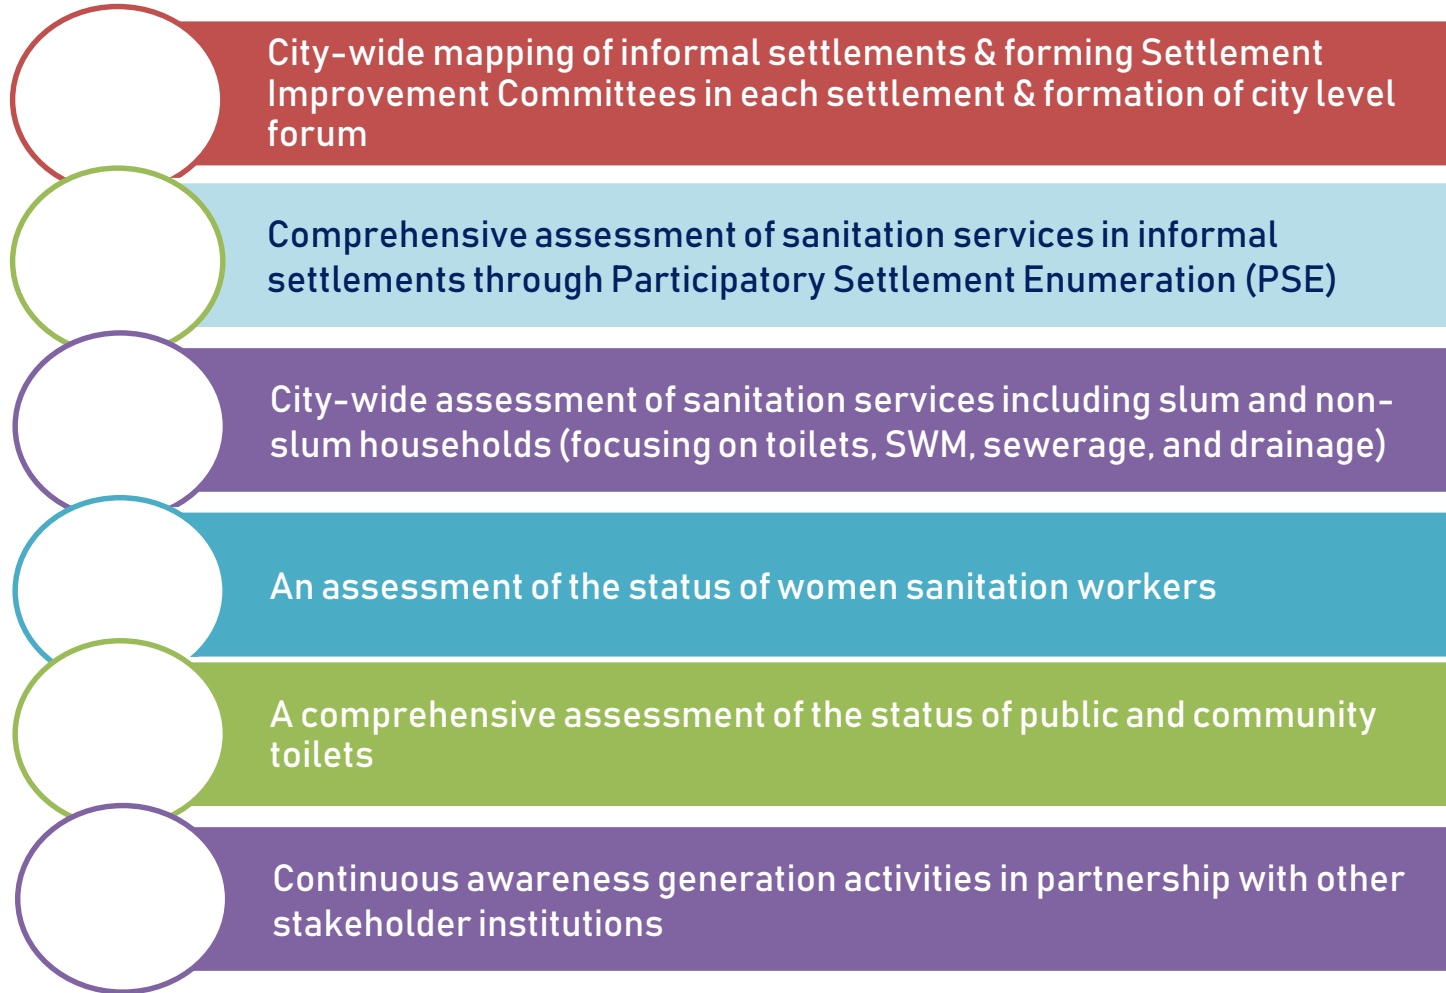 City-wide mapping of informal settlements & forming Settlement
Improvement Committees in each settlement & formation of city level
forum
Comprehensive assessment of sanitation services in informal
settlements through Participatory Settlement Enumeration (PSE)
City-wide assessment of sanitation services including slum and non-
slum households (focusing on toilets, SWM, sewerage, and drainage)
An assessment of the status of women sanitation workers
A comprehensive assessment of the status of public and community
toilets
Continuous awareness generation activities in partnership with other
stakeholder institutions